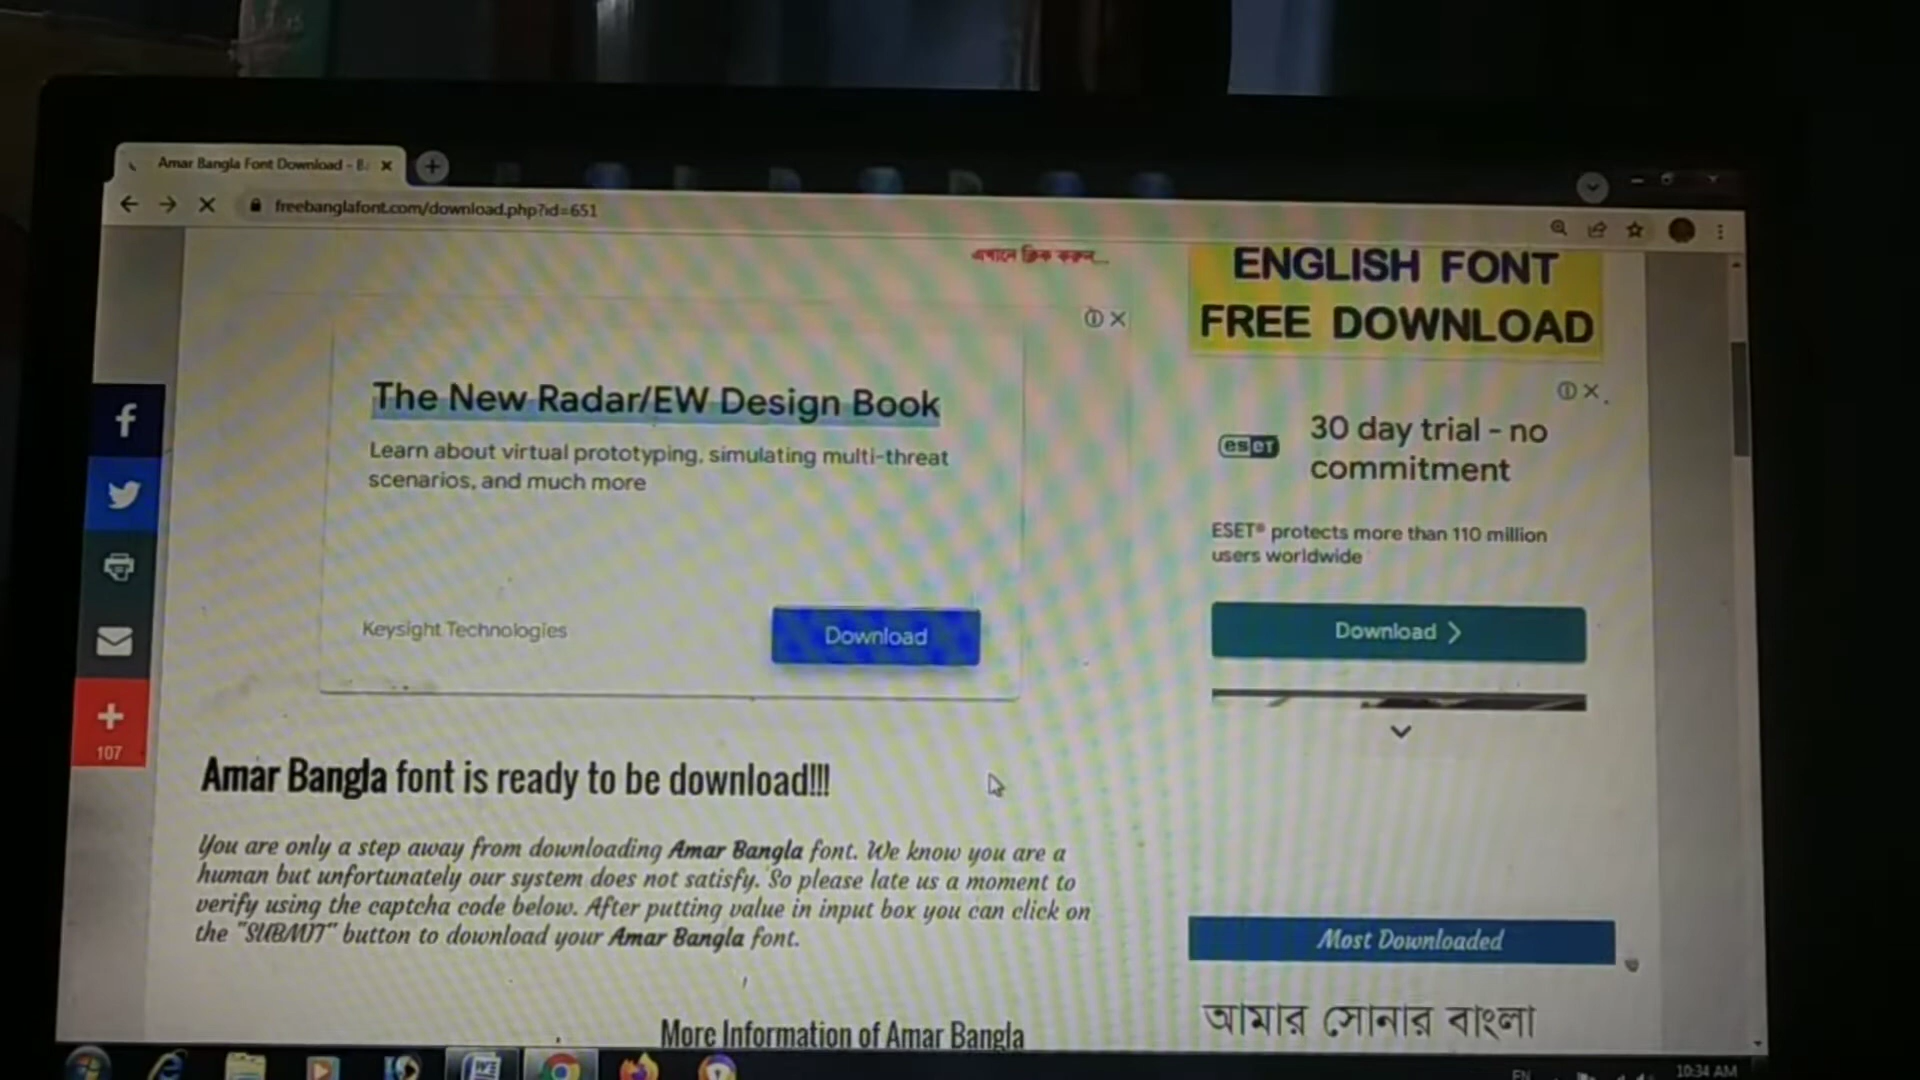 Amar Bangla Font Download - Ba
freebanglafont.com/download.php?id=651
এখানে ক্লিক করুন...
ENGLISH FONT
FREE DOWNLOAD
The New Radar/EW Design Book
Learn about virtual prototyping, simulating multi-threat
scenarios, and much more
Keysight Technologies
Download
eset
30 day trial - no
commitment
ESET® protects more than 110 million
users worldwide
Download
107
Amar Bangla font is ready to be download!!!
You are only a step away from downloading Amar Bangla font. We know you are a
human but unfortunately our system does not satisfy. So please late us a moment to
verify using the captcha code below. After putting value in input box you can click on
the "SUBMIT" button to download your Amar Bangla font.
More Information of Amar Bangla
Most Downloaded
আমার সোনার বাংলা
EN
10:34 AM